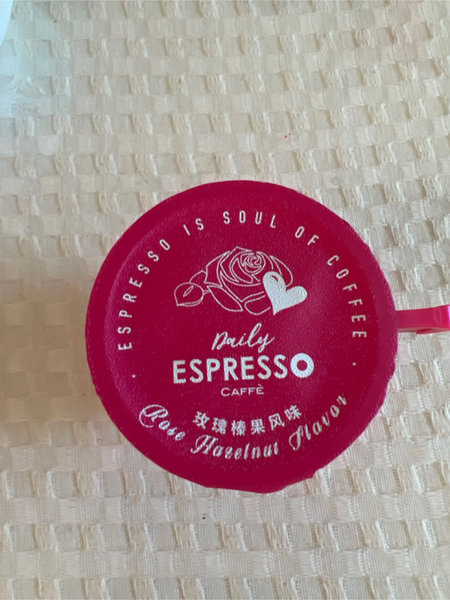 · ESPRESSO IS SOUL OF COFFEE ·
Daily
ESPRESSO
CAFFÈ
玫瑰榛果风味
Rose Hazelnut Flavor